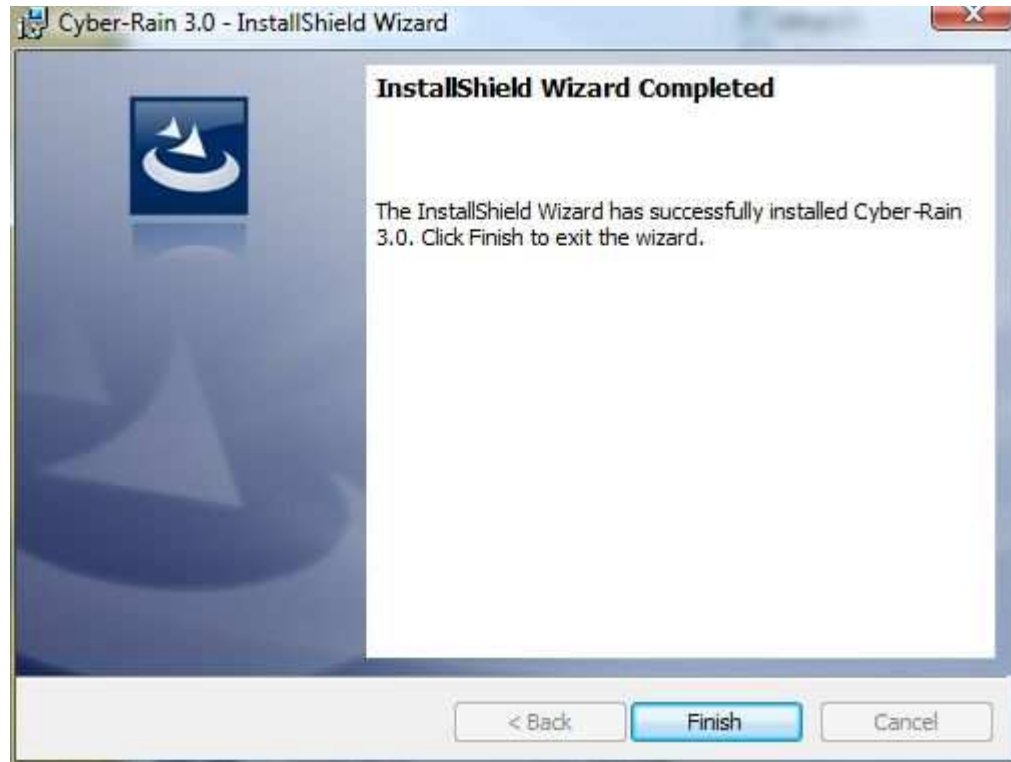 Cyber-Rain 3.0 - InstallShield Wizard
InstallShield Wizard Completed
The InstallShield Wizard has successfully installed Cyber-Rain
3.0. Click Finish to exit the wizard.
< Back
Finish
Cancel